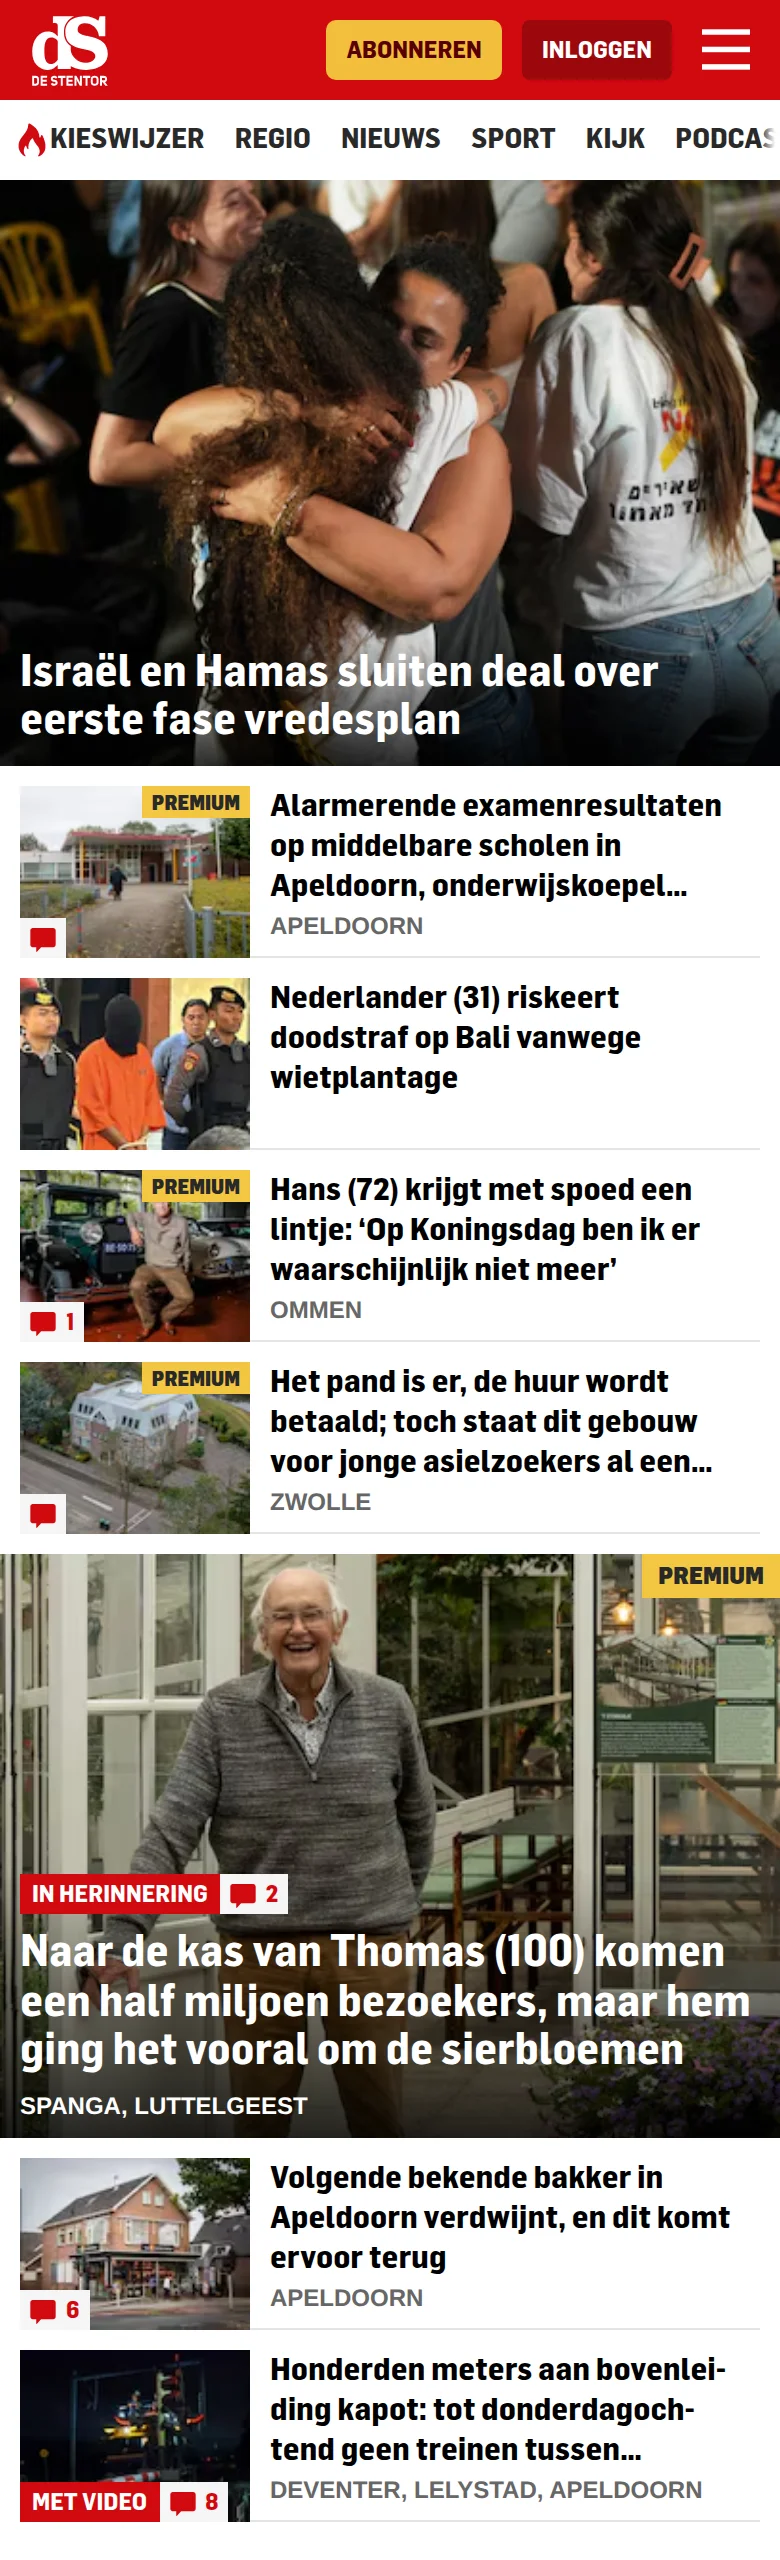 dS
DE STENTOR
ABONNEREN
INLOGGEN
KIESWIJZER REGIO NIEUWS SPORT KIJK PODCAS
Israël en Hamas sluiten deal over
eerste fase vredesplan
PREMIUM
Alarmerende examenresultaten
op middelbare scholen in
Apeldoorn, onderwijskoepel...
APELDOORN
Nederlander (31) riskeert
doodstraf op Bali vanwege
wietplantage
PREMIUM
1
Hans (72) krijgt met spoed een
lintje: ‘Op Koningsdag ben ik er
waarschijnlijk niet meer’
OMMEN
PREMIUM
Het pand is er, de huur wordt
betaald; toch staat dit gebouw
voor jonge asielzoekers al een...
ZWOLLE
PREMIUM
IN HERINNERING 2
Naar de kas van Thomas (100) komen
een half miljoen bezoekers, maar hem
ging het vooral om de sierbloemen
SPANGA, LUTTELGEEST
6
Volgende bekende bakker in
Apeldoorn verdwijnt, en dit komt
ervoor terug
APELDOORN
MET VIDEO 8
Honderden meters aan bovenlei-
ding kapot: tot donderdagoch-
tend geen treinen tussen...
DEVENTER, LELYSTAD, APELDOORN